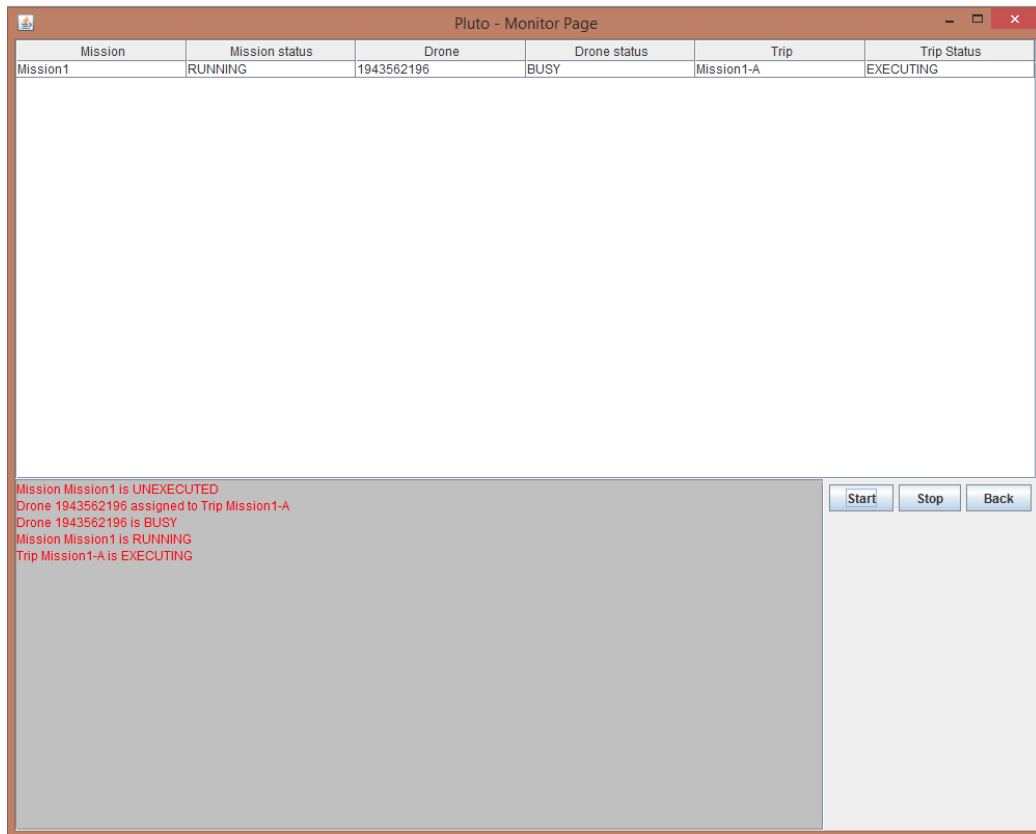 Pluto - Monitor Page
Mission Mission status Drone Drone status Trip Trip Status
Mission1 RUNNING 1943562196 BUSY Mission1-A EXECUTING
Mission Mission1 is UNEXECUTED
Drone 1943562196 assigned to Trip Mission1-A
Drone 1943562196 is BUSY
Mission Mission1 is RUNNING
Trip Mission1-A is EXECUTING
Start Stop Back